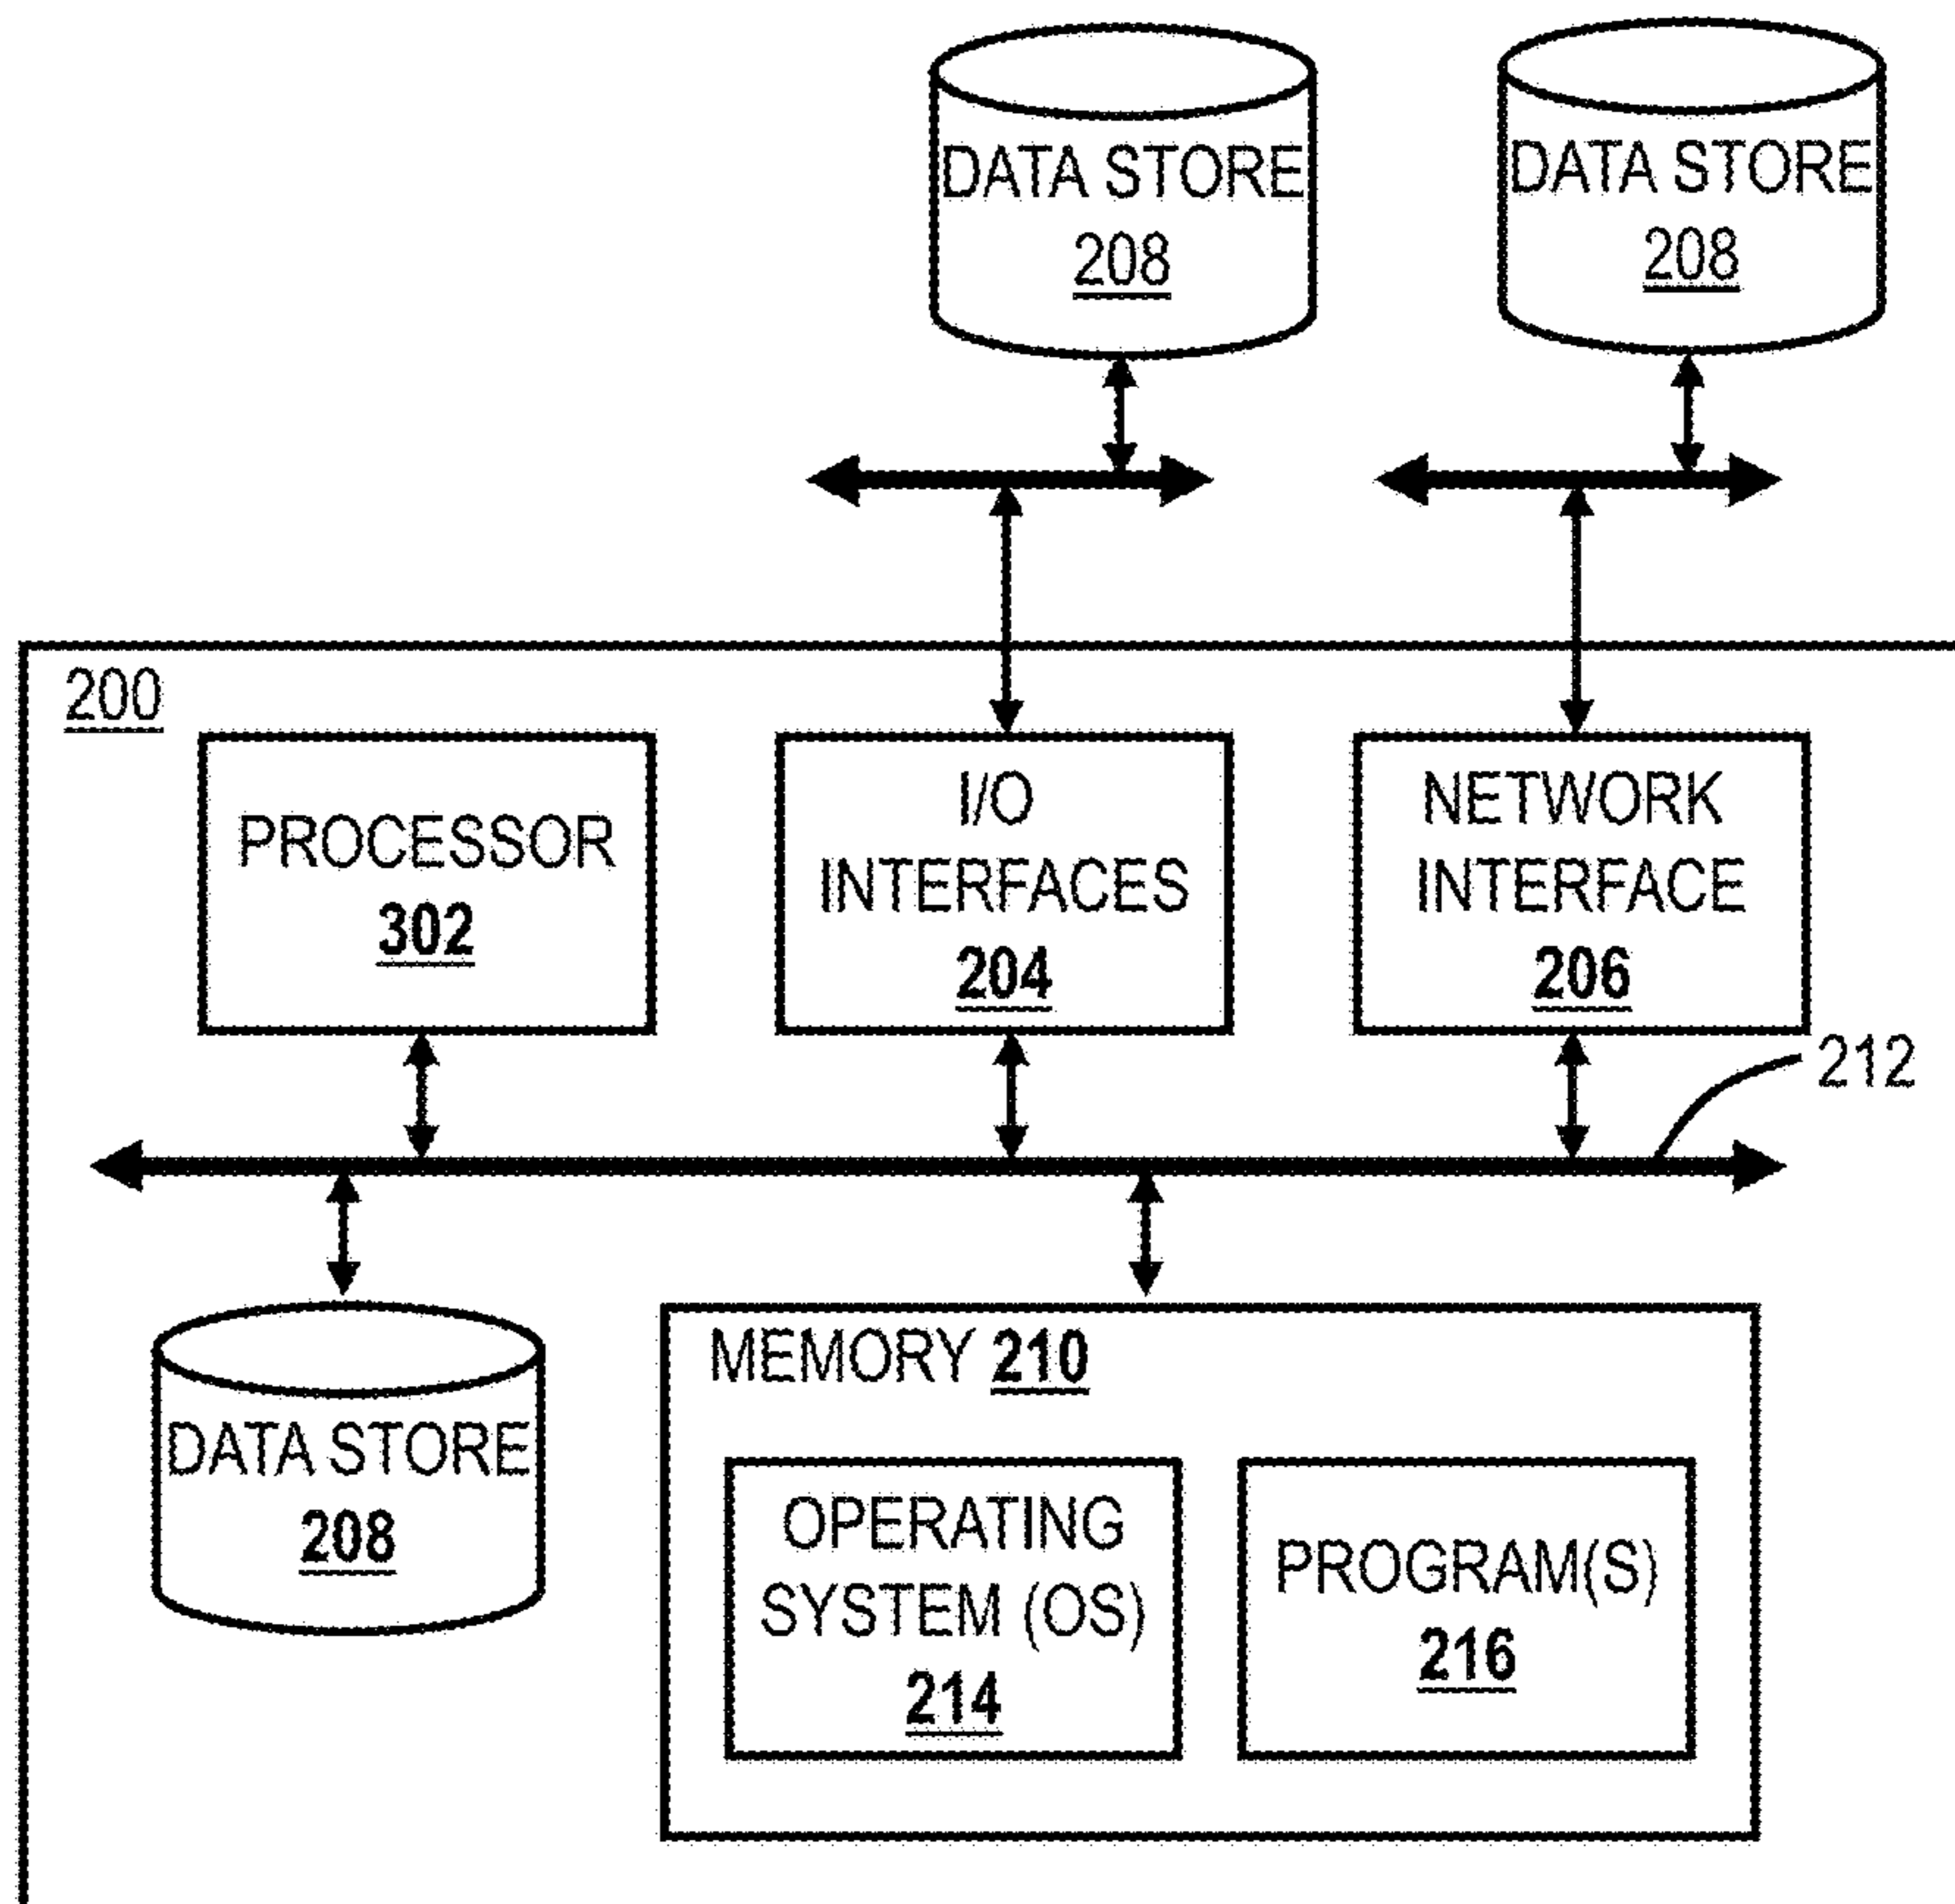 DATA STORE
208
DATA STORE
208
200
PROCESSOR
302
I/O
INTERFACES
204
NETWORK
INTERFACE
206
212
DATA STORE
208
MEMORY 210
OPERATING
SYSTEM (OS)
214
PROGRAM(S)
216